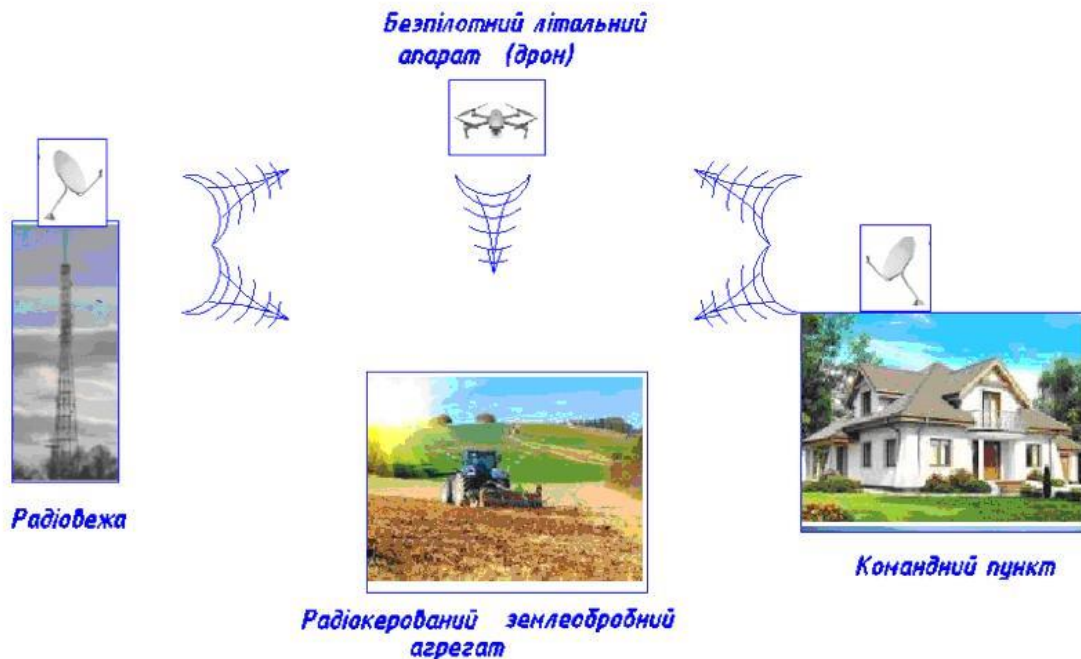 Безпілотний літальний
апарат (дрон)
Радіовежа
Командний пункт
Радіокерований землеобробний
агрегат